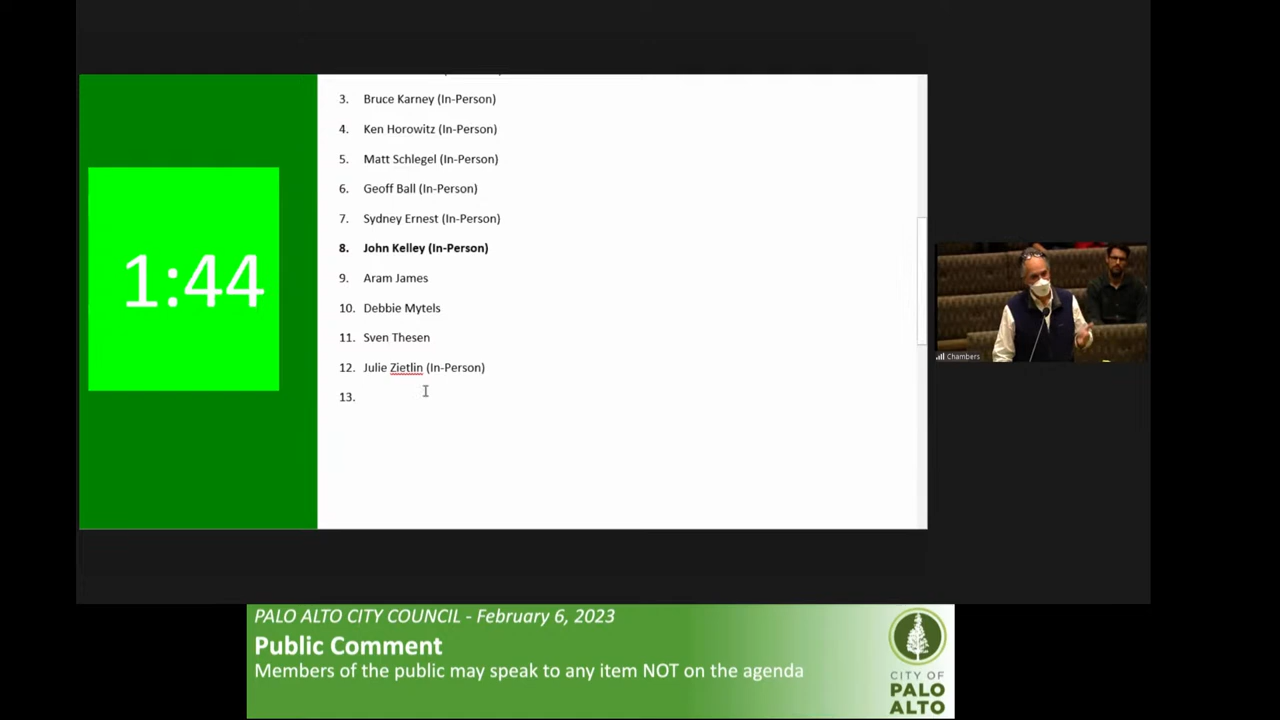 3. Bruce Karney (In-Person)
4. Ken Horowitz (In-Person)
5. Matt Schlegel (In-Person)
6. Geoff Ball (In-Person)
7. Sydney Ernest (In-Person)
8. John Kelley (In-Person)
9. Aram James
10. Debbie Mytels
11. Sven Thesen
12. Julie Zietlin (In-Person)
13.
1:44
Chambers
PALO ALTO CITY COUNCIL - February 6, 2023
Public Comment
Members of the public may speak to any item NOT on the agenda
CITY OF
PALO
ALTO